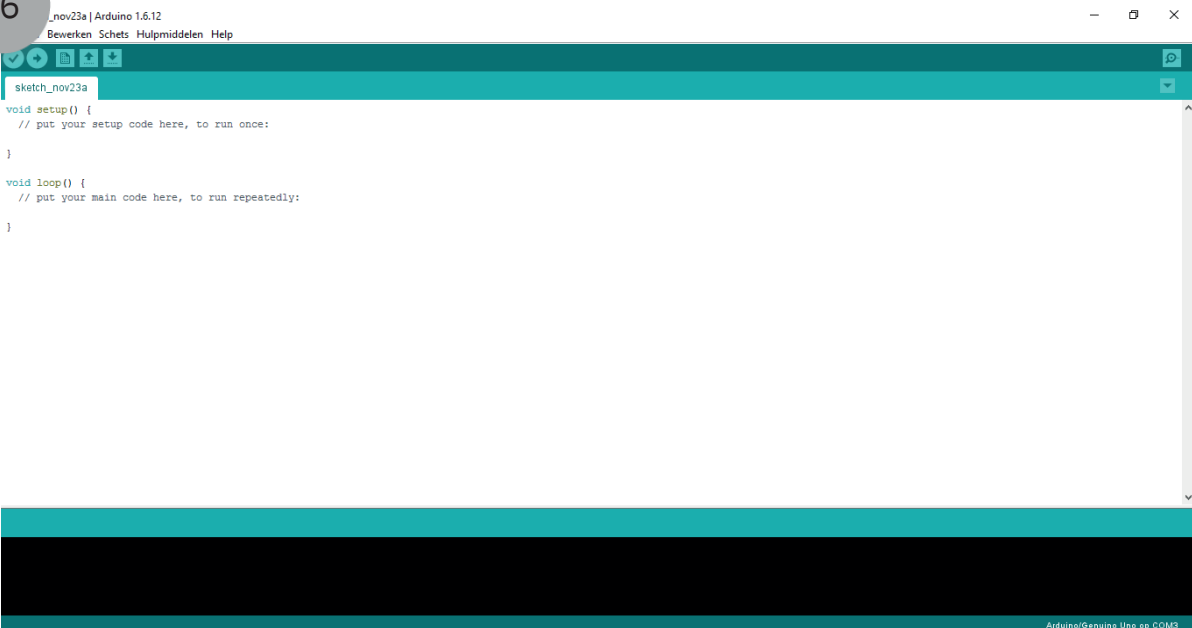 6
_nov23a | Arduino 1.6.12
Bewerken Schets Hulpmiddelen Help
sketch_nov23a
void setup() {
  // put your setup code here, to run once:
}
void loop() {
  // put your main code here, to run repeatedly:
}
Arduino/Genuino Uno op COM3